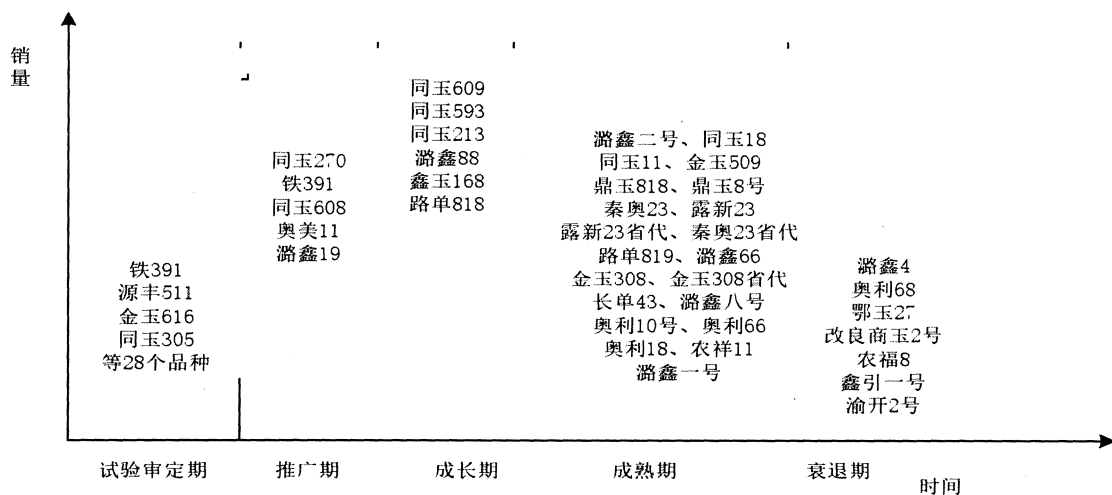 销
量
铁391
源丰511
金玉616
同玉305
等28个品种
同玉270
铁391
同玉608
奥美11
潞鑫19
同玉609
同玉593
同玉213
潞鑫88
鑫玉168
路单818
潞鑫二号、同玉18
同玉11、金玉509
鼎玉818、鼎玉8号
秦奥23、露新23
露新23省代、秦奥23省代
路单819、潞鑫66
金玉308、金玉308省代
长单43、潞鑫八号
奥利10号、奥利66
奥利18、农祥11
潞鑫一号
潞鑫4
奥利68
鄂玉27
改良商玉2号
农福8
鑫引一号
渝开2号
试验审定期
推广期
成长期
成熟期
衰退期
时间